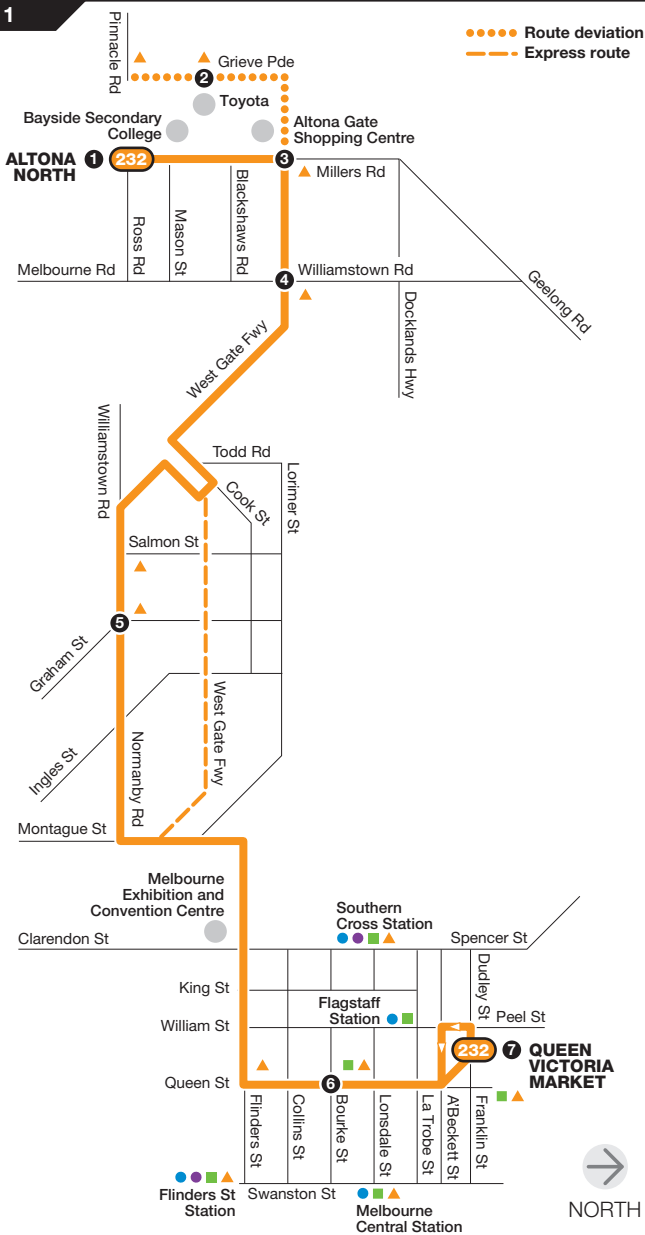 1
Route deviation
Express route
Pinnacle Rd
2
Grieve Pde
Toyota
Bayside Secondary
College
Altona Gate
Shopping Centre
ALTONA
NORTH
1
232
3
Millers Rd
Ross Rd
Mason St
Blackshaws Rd
Melbourne Rd
4
Williamstown Rd
Geelong Rd
Docklands Hwy
West Gate Fwy
Williamstown Rd
Todd Rd
Cook St
Lorimer St
Salmon St
5
Graham St
West Gate Fwy
Ingles St
Normanby Rd
Montague St
Melbourne
Exhibition and
Convention Centre
Southern
Cross Station
Clarendon St
Spencer St
Dudley St
King St
Flagstaff
Station
William St
Peel St
232
7
QUEEN
VICTORIA
MARKET
Queen St
6
Flinders St
Collins St
Bourke St
Lonsdale St
La Trobe St
A'Beckett St
Franklin St
Flinders St
Station
Swanston St
Melbourne
Central Station
NORTH